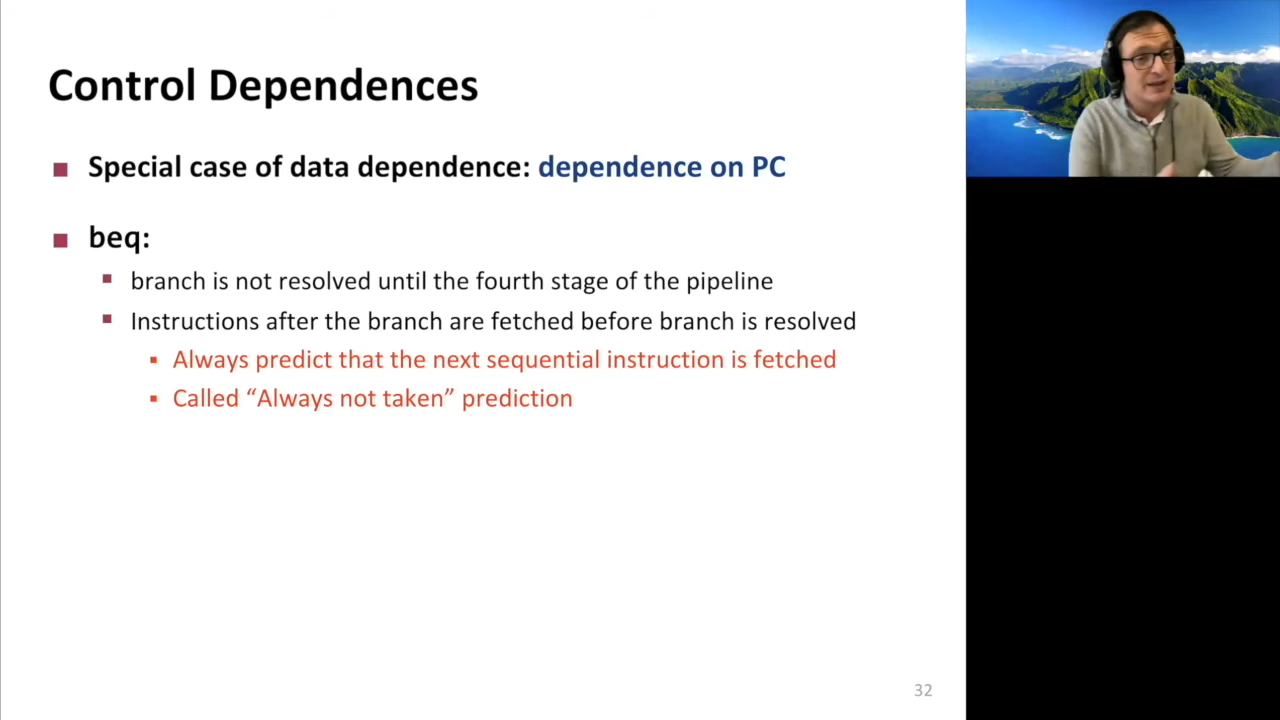 Control Dependences
Special case of data dependence: dependence on PC
beq:
branch is not resolved until the fourth stage of the pipeline
Instructions after the branch are fetched before branch is resolved
Always predict that the next sequential instruction is fetched
Called “Always not taken” prediction
32